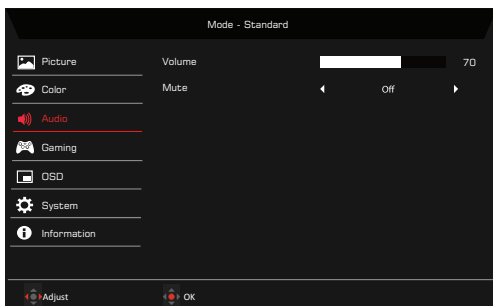 Mode - Standard
Picture
Volume 70
Color
Mute Off
Audio
Gaming
OSD
System
Information
Adjust OK